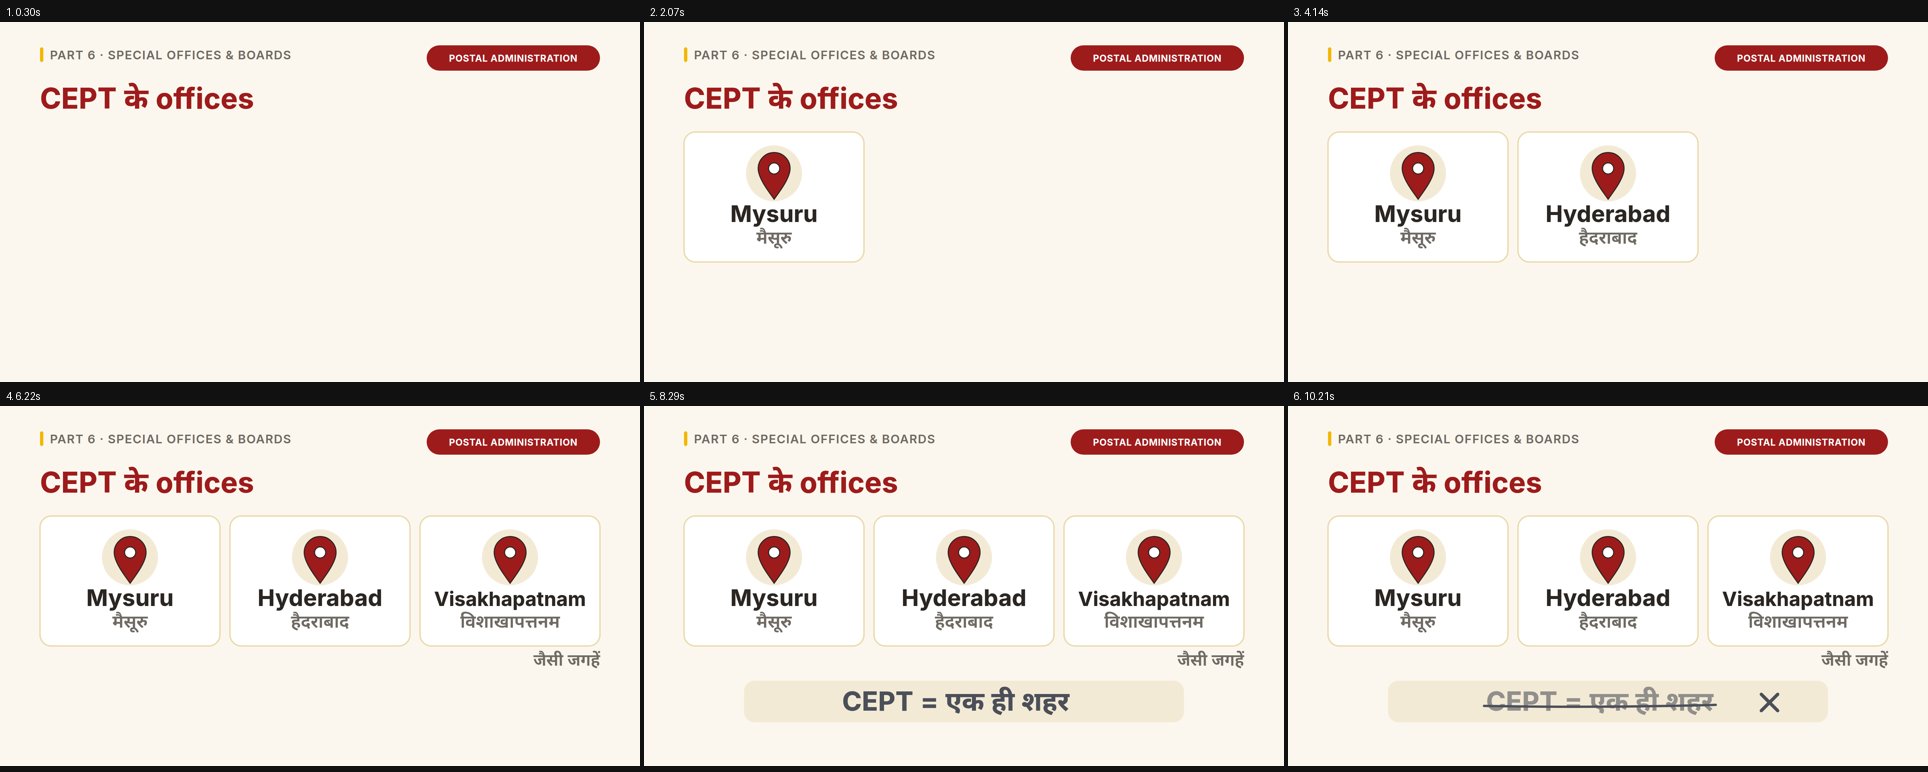 1. 0.30s
PART 6 · SPECIAL OFFICES & BOARDS
POSTAL ADMINISTRATION
CEPT के offices
2. 2.07s
PART 6 · SPECIAL OFFICES & BOARDS
POSTAL ADMINISTRATION
CEPT के offices
Mysuru
मैसूरु
3. 4.14s
PART 6 · SPECIAL OFFICES & BOARDS
POSTAL ADMINISTRATION
CEPT के offices
Mysuru
मैसूरु
Hyderabad
हैदराबाद
4. 6.22s
PART 6 · SPECIAL OFFICES & BOARDS
POSTAL ADMINISTRATION
CEPT के offices
Mysuru
मैसूरु
Hyderabad
हैदराबाद
Visakhapatnam
विशाखापत्तनम
जैसी जगहें
5. 8.29s
PART 6 · SPECIAL OFFICES & BOARDS
POSTAL ADMINISTRATION
CEPT के offices
Mysuru
मैसूरु
Hyderabad
हैदराबाद
Visakhapatnam
विशाखापत्तनम
जैसी जगहें
CEPT = एक ही शहर
6. 10.21s
PART 6 · SPECIAL OFFICES & BOARDS
POSTAL ADMINISTRATION
CEPT के offices
Mysuru
मैसूरु
Hyderabad
हैदराबाद
Visakhapatnam
विशाखापत्तनम
जैसी जगहें
CEPT = एक ही शहर